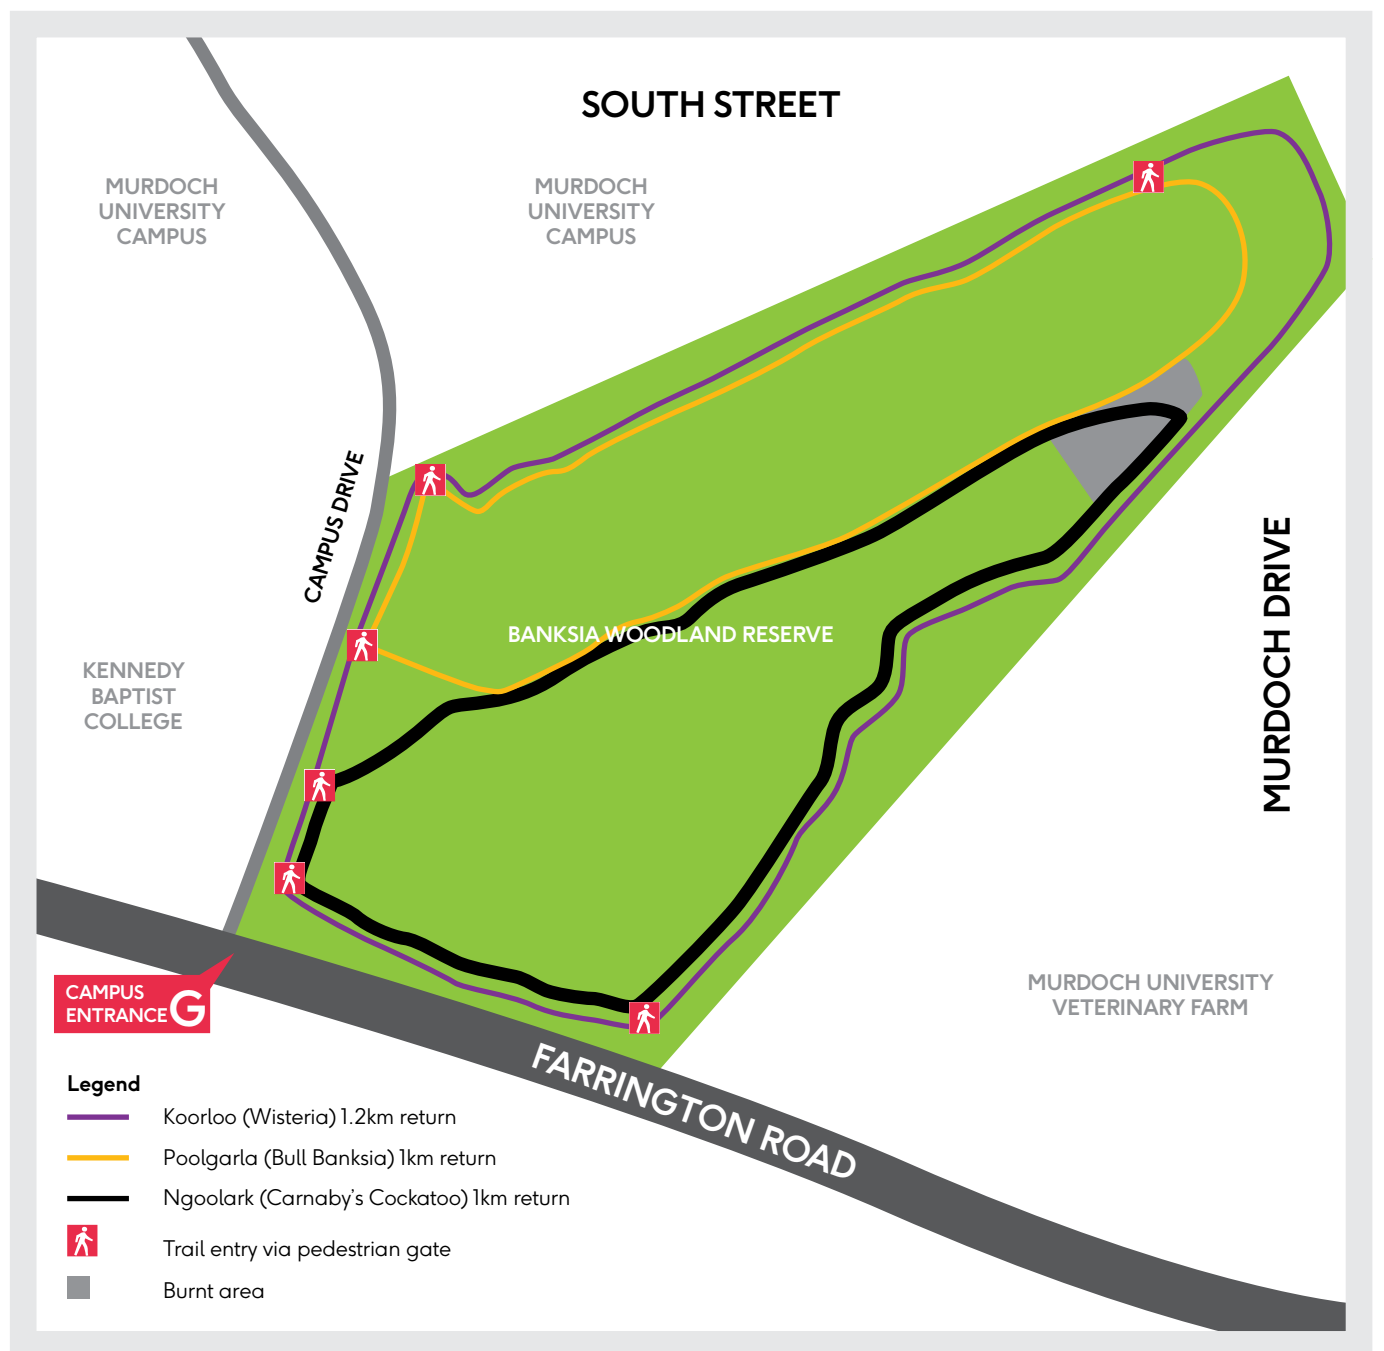 SOUTH STREET
MURDOCH
UNIVERSITY
CAMPUS
MURDOCH
UNIVERSITY
CAMPUS
CAMPUS DRIVE
BANKSIA WOODLAND RESERVE
KENNEDY
BAPTIST
COLLEGE
MURDOCH DRIVE
MURDOCH UNIVERSITY
VETERINARY FARM
CAMPUS
ENTRANCE G
FARRINGTON ROAD
Legend
Koorloo (Wisteria) 1.2km return
Poolgarla (Bull Banksia) 1km return
Ngoolark (Carnaby's Cockatoo) 1km return
Trail entry via pedestrian gate
Burnt area